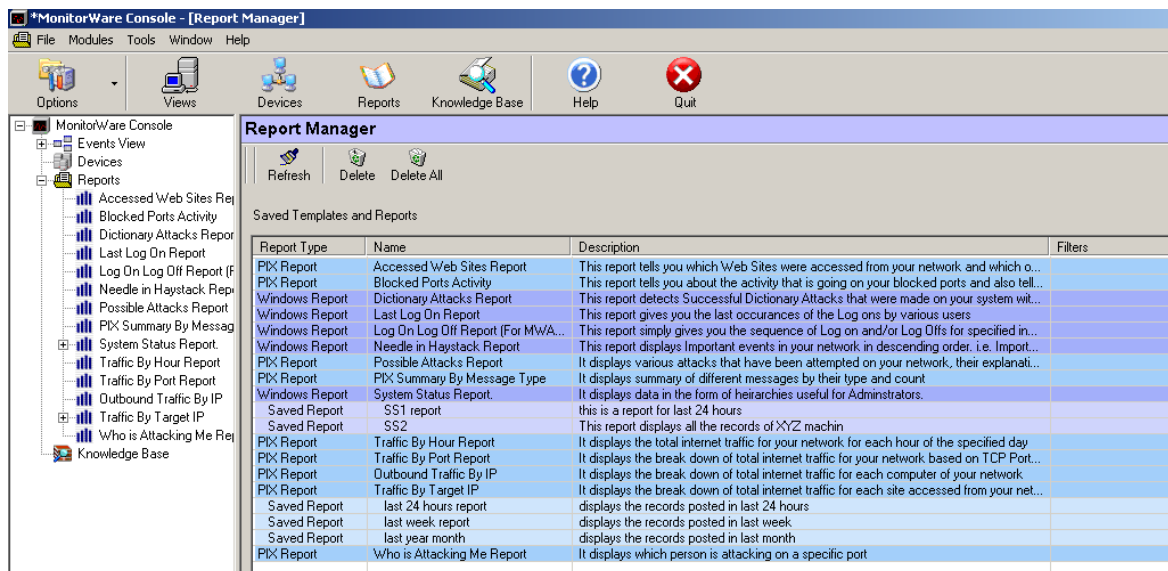 *MonitorWare Console - [Report Manager]
File Modules Tools Window Help
Options Views Devices Reports Knowledge Base Help Quit
MonitorWare Console
Events View
Devices
Reports
Accessed Web Sites Rep
Blocked Ports Activity
Dictionary Attacks Repor
Last Log On Report
Log On Log Off Report (F
Needle in Haystack Repo
Possible Attacks Report
PIX Summary By Messag
System Status Report.
Traffic By Hour Report
Traffic By Port Report
Outbound Traffic By IP
Traffic By Target IP
Who is Attacking Me Rep
Knowledge Base
Report Manager
Refresh Delete Delete All
Saved Templates and Reports
Report Type Name Description Filters
PIX Report Accessed Web Sites Report This report tells you which Web Sites were accessed from your network and which o...
PIX Report Blocked Ports Activity This report tells you about the activity that is going on your blocked ports and also tell...
Windows Report Dictionary Attacks Report This report detects Successful Dictionary Attacks that were made on your system wit...
Windows Report Last Log On Report This report gives you the last occurances of the Log ons by various users
Windows Report Log On Log Off Report (For MWA... This report simply gives you the sequence of Log on and/or Log Offs for specified in...
Windows Report Needle in Haystack Report This report displays Important events in your network in descending order. i.e. Import...
PIX Report Possible Attacks Report It displays various attacks that have been attempted on your network, their explanati...
PIX Report PIX Summary By Message Type It displays summary of different messages by their type and count
Windows Report System Status Report. It displays data in the form of heirarchies useful for Adminstrators.
Saved Report SS1 report this is a report for last 24 hours
Saved Report SS2 This report displays all the records of XYZ machin
PIX Report Traffic By Hour Report It displays the total internet traffic for your network for each hour of the specified day
PIX Report Traffic By Port Report It displays the break down of total internet traffic for your network based on TCP Port...
PIX Report Outbound Traffic By IP It displays the break down of total internet traffic for each computer of your network
PIX Report Traffic By Target IP It displays the break down of total internet traffic for each site accessed from your net...
Saved Report last 24 hours report displays the records posted in last 24 hours
Saved Report last week report displays the records posted in last week
Saved Report last year month displays the records posted in last month
PIX Report Who is Attacking Me Report It displays which person is attacking on a specific port